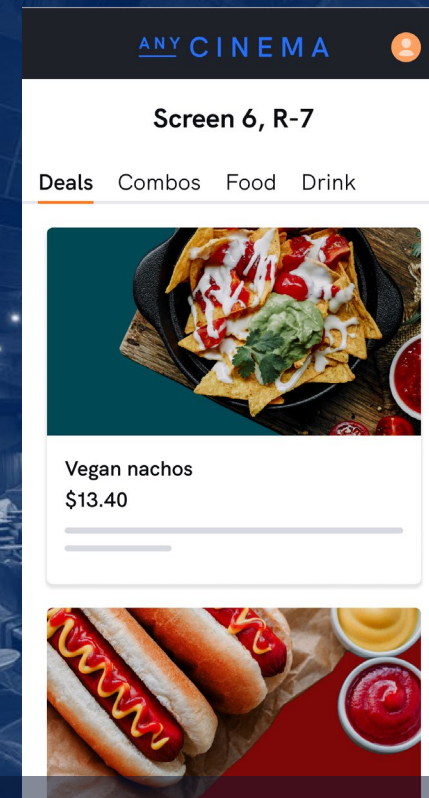 ANY CINEMA
Screen 6, R-7
Deals Combos Food Drink
Vegan nachos
$13.40